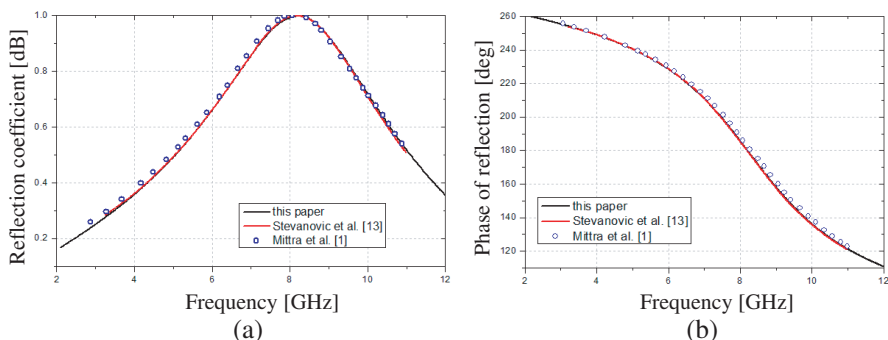 Reflection coefficient [dB]
1.0
0.8
0.6
0.4
0.2
2
4
6
8
10
12
this paper
Stevanovic et al. [13]
Mittra et al. [1]
Frequency [GHz]
(a)
Phase of reflection [deg]
260
240
220
200
180
160
140
120
2
4
6
8
10
12
this paper
Stevanovic et al. [13]
Mittra et al. [1]
Frequency [GHz]
(b)